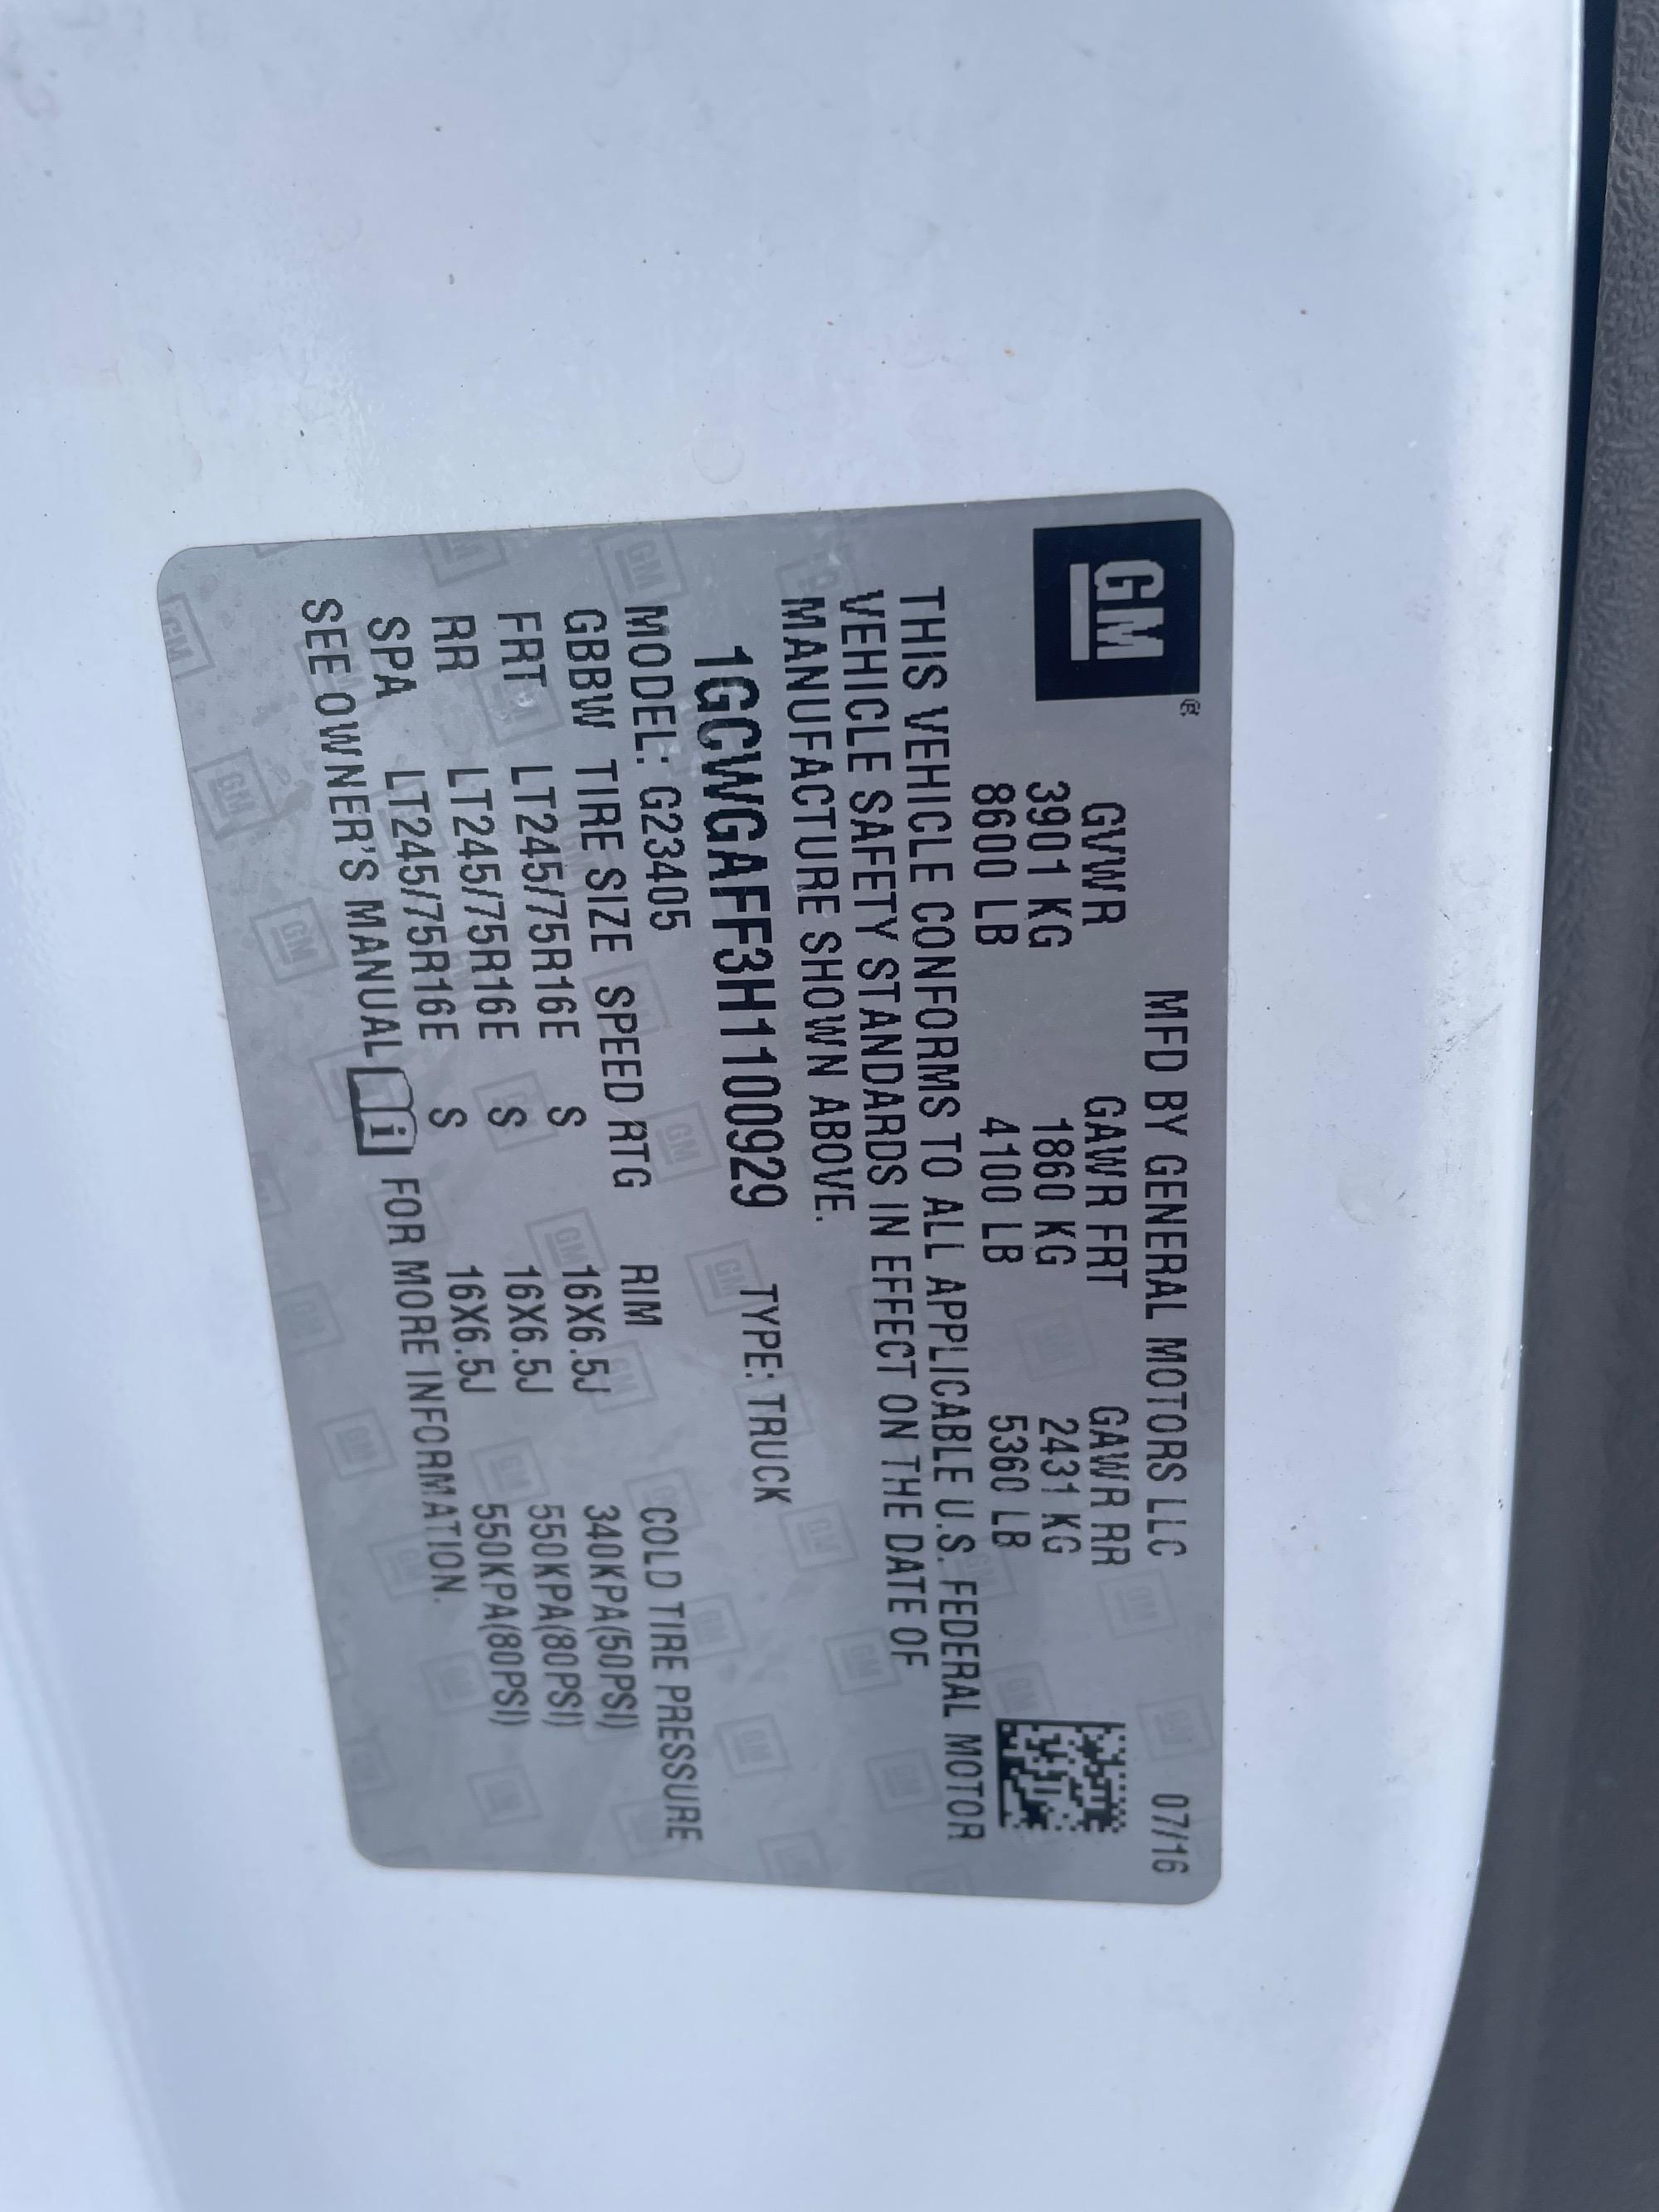 GM®
MFD BY GENERAL MOTORS LLC 07/16
GVWR GAWR FRT GAWR RR
3901 KG 1860 KG 2431 KG
8600 LB 4100 LB 5360 LB
THIS VEHICLE CONFORMS TO ALL APPLICABLE U.S. FEDERAL MOTOR
VEHICLE SAFETY STANDARDS IN EFFECT ON THE DATE OF
MANUFACTURE SHOWN ABOVE.
1GCWGAFF3H1100929 TYPE: TRUCK
MODEL: G23405
GBBW TIRE SIZE SPEED RTG RIM COLD TIRE PRESSURE
FRT LT245/75R16E S 16X6.5J 340KPA(50PSI)
RR LT245/75R16E S 16X6.5J 550KPA(80PSI)
SPA LT245/75R16E S 16X6.5J 550KPA(80PSI)
SEE OWNER'S MANUAL i FOR MORE INFORMATION.